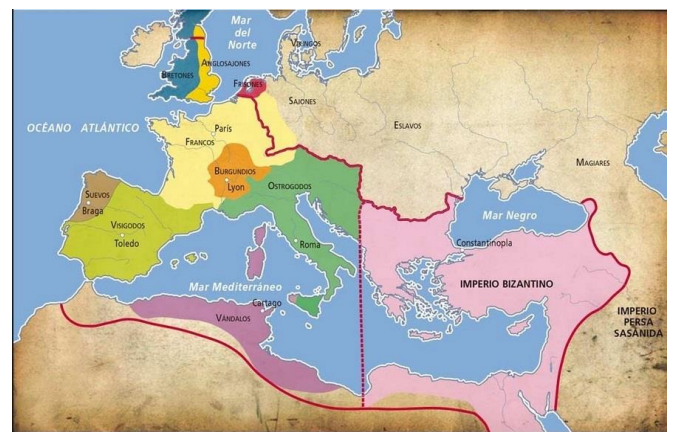 Mar
del
Norte
VIKINGOS
ANGLOSAJONES
BRETONES
FRISONES
SAJONES
OCÉANO ATLÁNTICO
París
FRANCOS
ESLAVOS
MAGIARES
BURGUNDIOS
Lyon
OSTROGODOS
SUEVOS
Braga
VISIGODOS
Toledo
Roma
Mar Negro
Constantinopla
Mar Mediterráneo
IMPERIO BIZANTINO
Cartago
VÁNDALOS
IMPERIO
PERSA
SASÁNIDA